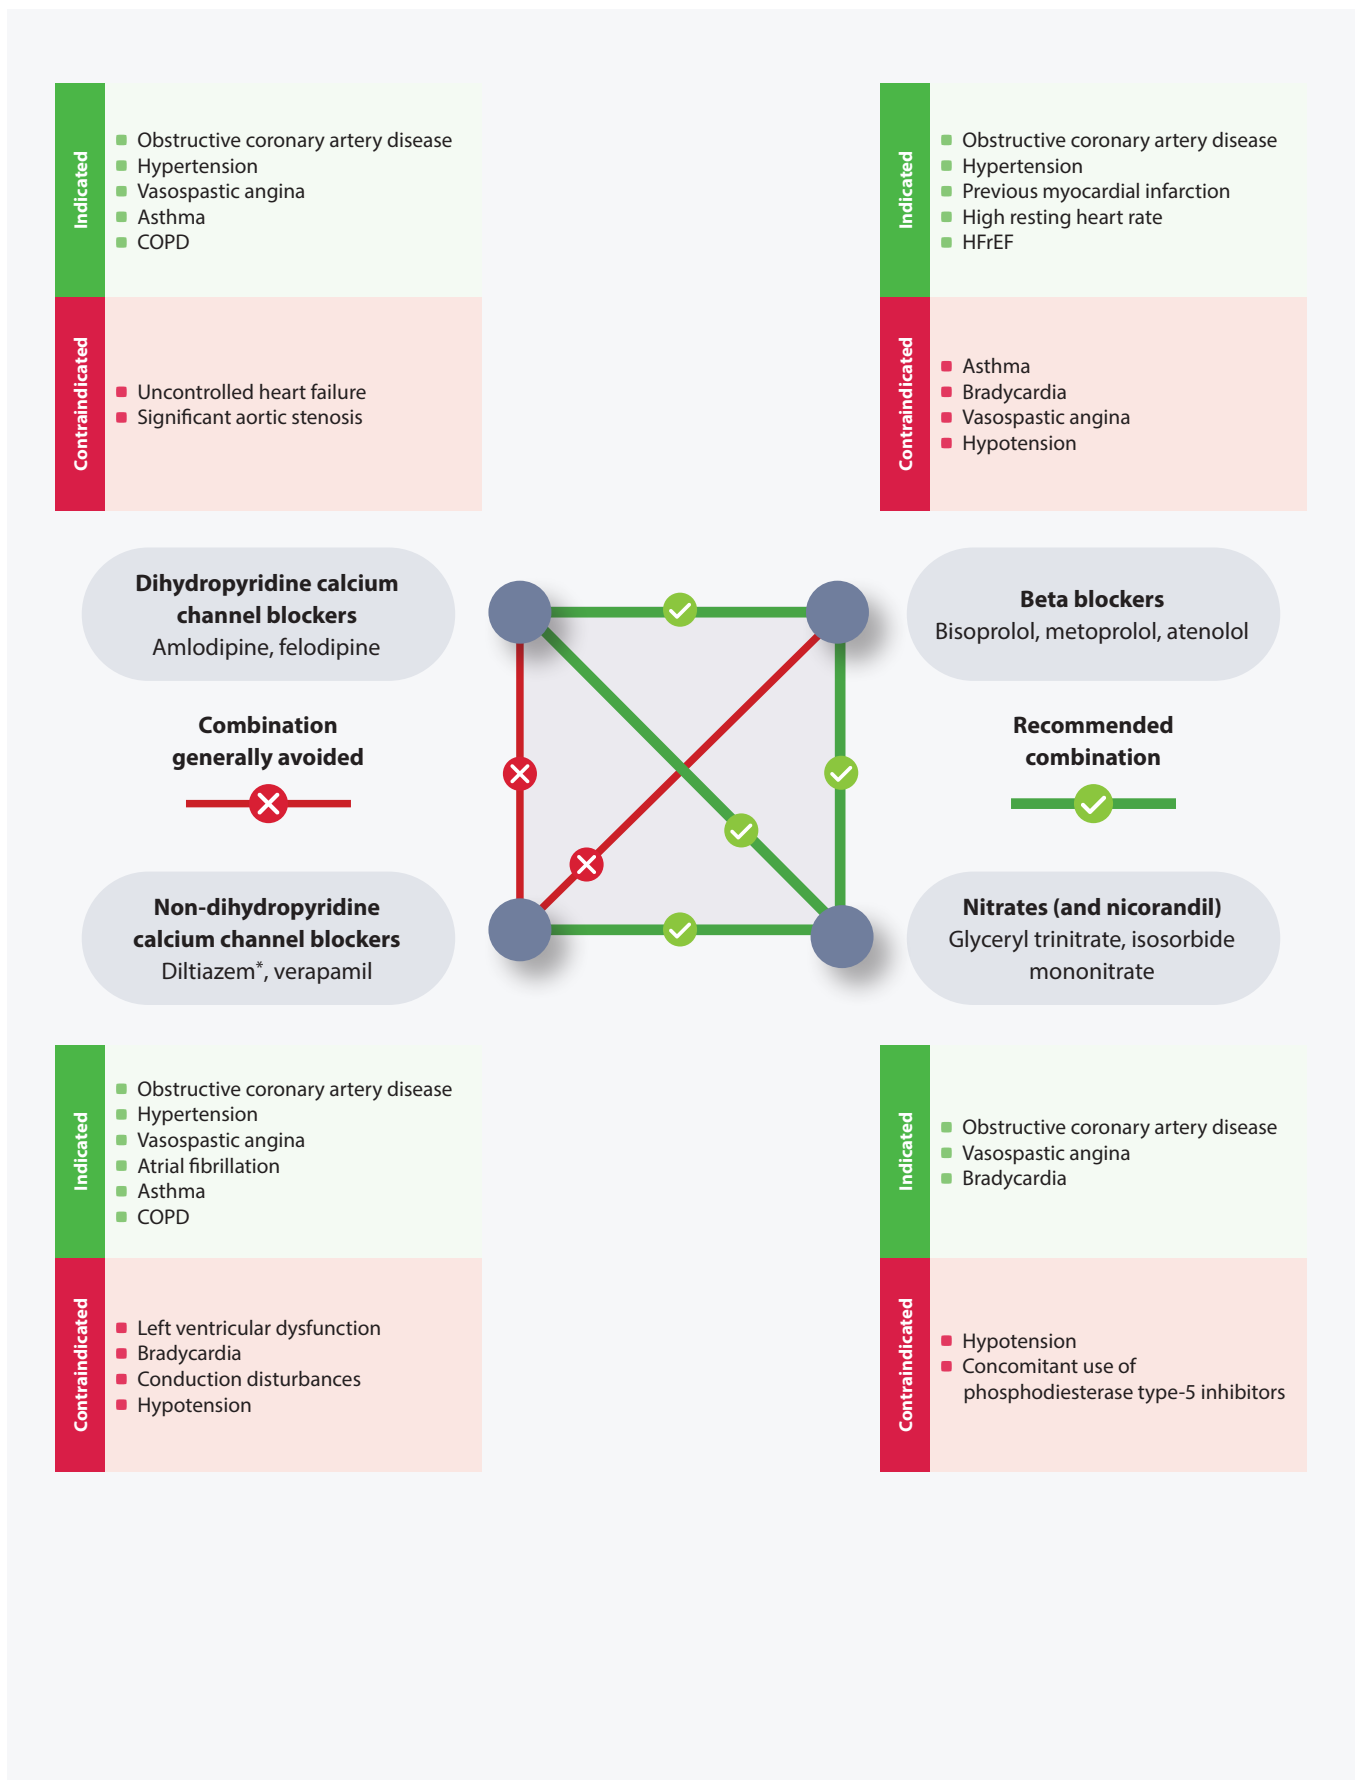 Indicated
Obstructive coronary artery disease
Hypertension
Vasospastic angina
Asthma
COPD
Contraindicated
Uncontrolled heart failure
Significant aortic stenosis
Indicated
Obstructive coronary artery disease
Hypertension
Previous myocardial infarction
High resting heart rate
HFrEF
Contraindicated
Asthma
Bradycardia
Vasospastic angina
Hypotension
Dihydropyridine calcium
channel blockers
Amlodipine, felodipine
Beta blockers
Bisoprolol, metoprolol, atenolol
Combination
generally avoided
Recommended
combination
Non-dihydropyridine
calcium channel blockers
Diltiazem*, verapamil
Nitrates (and nicorandil)
Glyceryl trinitrate, isosorbide
mononitrate
Indicated
Obstructive coronary artery disease
Hypertension
Vasospastic angina
Atrial fibrillation
Asthma
COPD
Contraindicated
Left ventricular dysfunction
Bradycardia
Conduction disturbances
Hypotension
Indicated
Obstructive coronary artery disease
Vasospastic angina
Bradycardia
Contraindicated
Hypotension
Concomitant use of
phosphodiesterase type-5 inhibitors